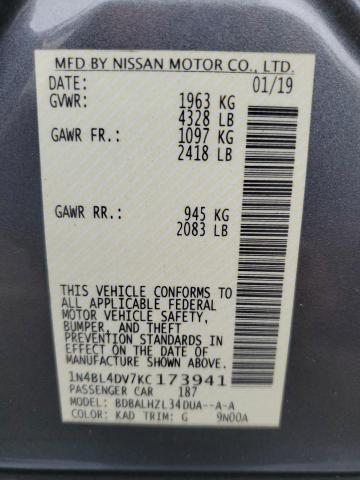 MFD BY NISSAN MOTOR CO., LTD.
DATE: 01/19
GVWR: 1963 KG
4328 LB
GAWR FR.: 1097 KG
2418 LB
GAWR RR.: 945 KG
2083 LB
THIS VEHICLE CONFORMS TO
ALL APPLICABLE FEDERAL
MOTOR VEHICLE SAFETY,
BUMPER, AND THEFT
PREVENTION STANDARDS
IN EFFECT ON THE DATE OF
MANUFACTURE SHOWN ABOVE.
1N4BL4DV7KC173941
PASSENGER CAR 187
MODEL: BDBALHZL34DUA--A-A
COLOR: KAD TRIM: G 9N00A